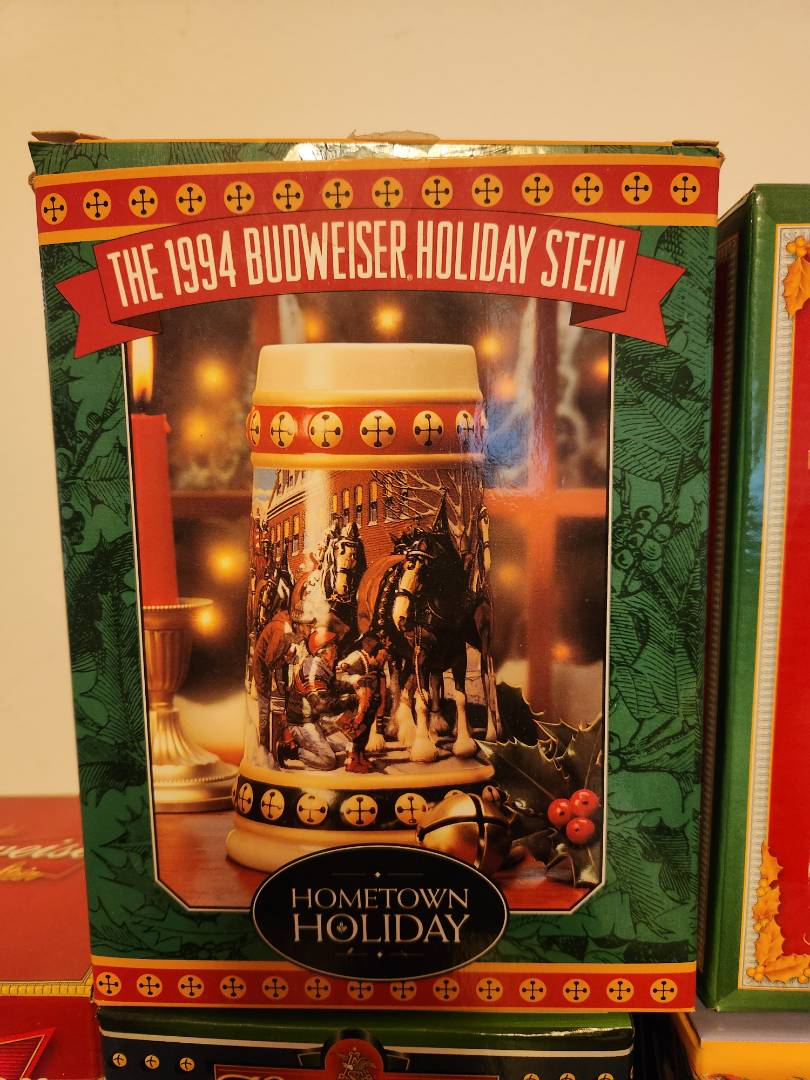 THE 1994 BUDWEISER® HOLIDAY STEIN
HOMETOWN
HOLIDAY